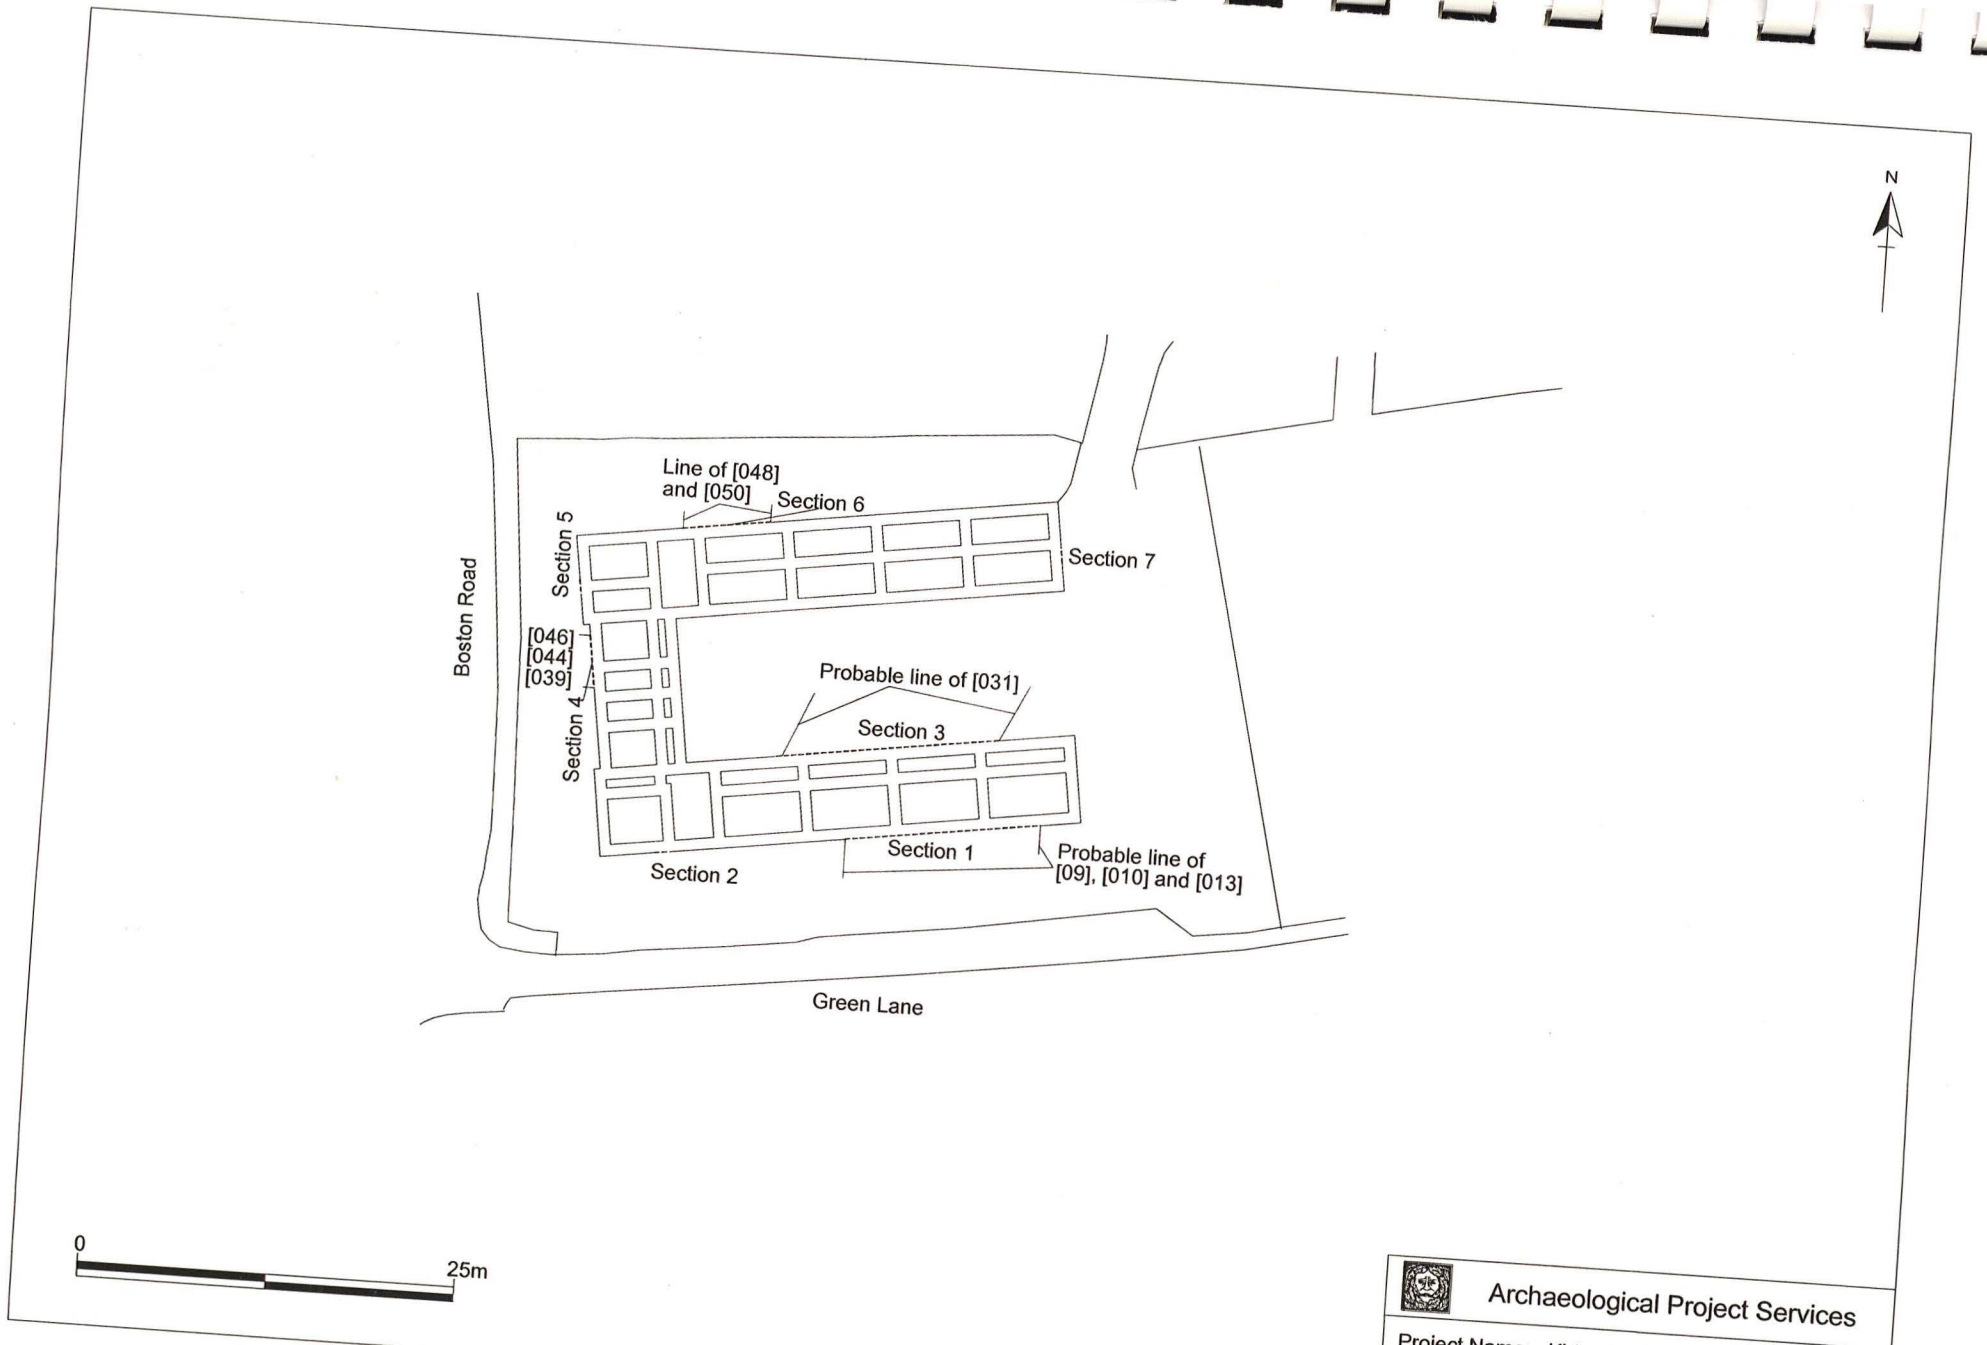 N
Line of [048]
and [050]
Section 6
Section 5
Section 7
Boston Road
[046]
[044]
[039]
Section 4
Probable line of [031]
Section 3
Section 1
Probable line of
[09], [010] and [013]
Section 2
Green Lane
0
25m
Archaeological Project Services
Project Name